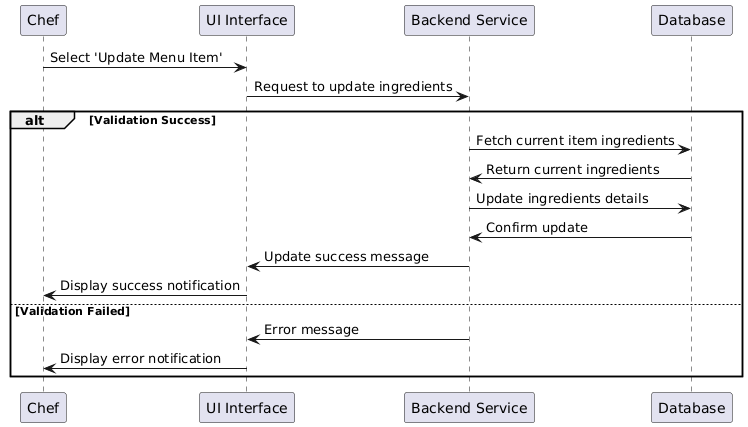 Chef UI Interface Backend Service Database
Select 'Update Menu Item'
Request to update ingredients
alt [Validation Success]
Fetch current item ingredients
Return current ingredients
Update ingredients details
Confirm update
Update success message
Display success notification
[Validation Failed]
Error message
Display error notification
Chef UI Interface Backend Service Database